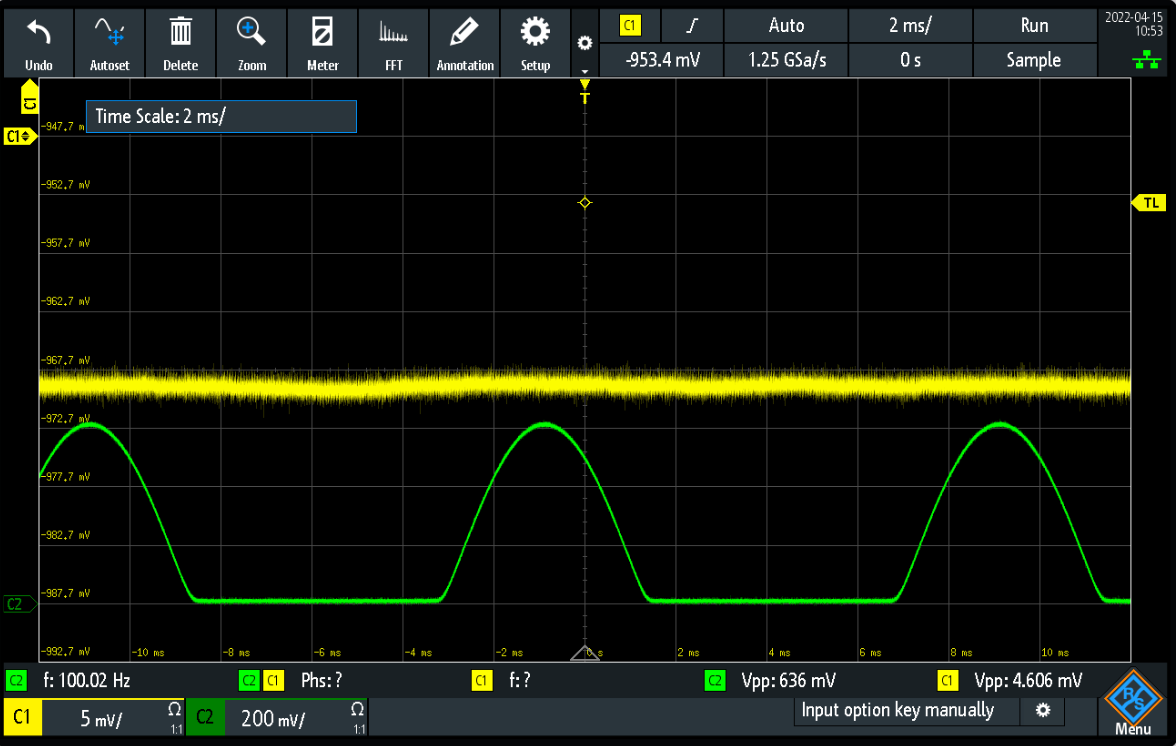 Undo
Autoset
Delete
Zoom
Meter
FFT
Annotation
Setup
C1
Auto
2 ms/
Run
2022-04-15
10:53
-953.4 mV
1.25 GSa/s
0 s
Sample
C1
T
Time Scale: 2 ms/
-947.7 m
C1
-952.7 mV
TL
-957.7 mV
-962.7 mV
-967.7 mV
-972.7 mV
-977.7 mV
-982.7 mV
-987.7 mV
C2
-992.7 mV
-10 ms
-8 ms
-6 ms
-4 ms
-2 ms
0 s
2 ms
4 ms
6 ms
8 ms
10 ms
C2 f: 100.02 Hz
C2 C1 Phs: ?
C1 f: ?
C2 Vpp: 636 mV
C1 Vpp: 4.606 mV
C1 5 mV/ Ω 1:1
C2 200 mV/ Ω 1:1
Input option key manually
R&S
Menu